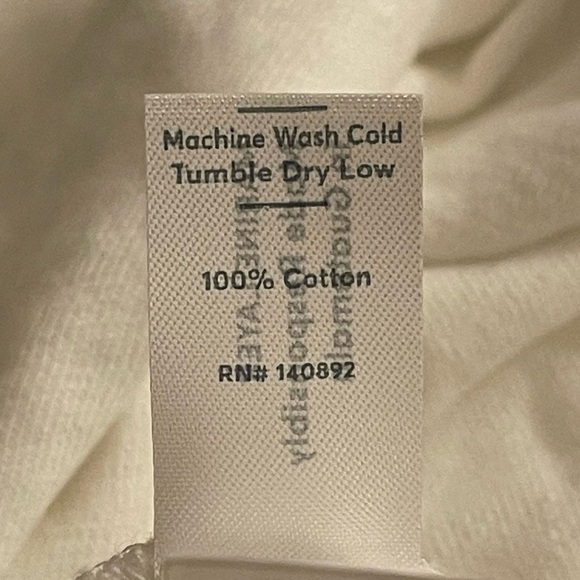 Machine Wash Cold
Tumble Dry Low
100% Cotton
RN# 140892